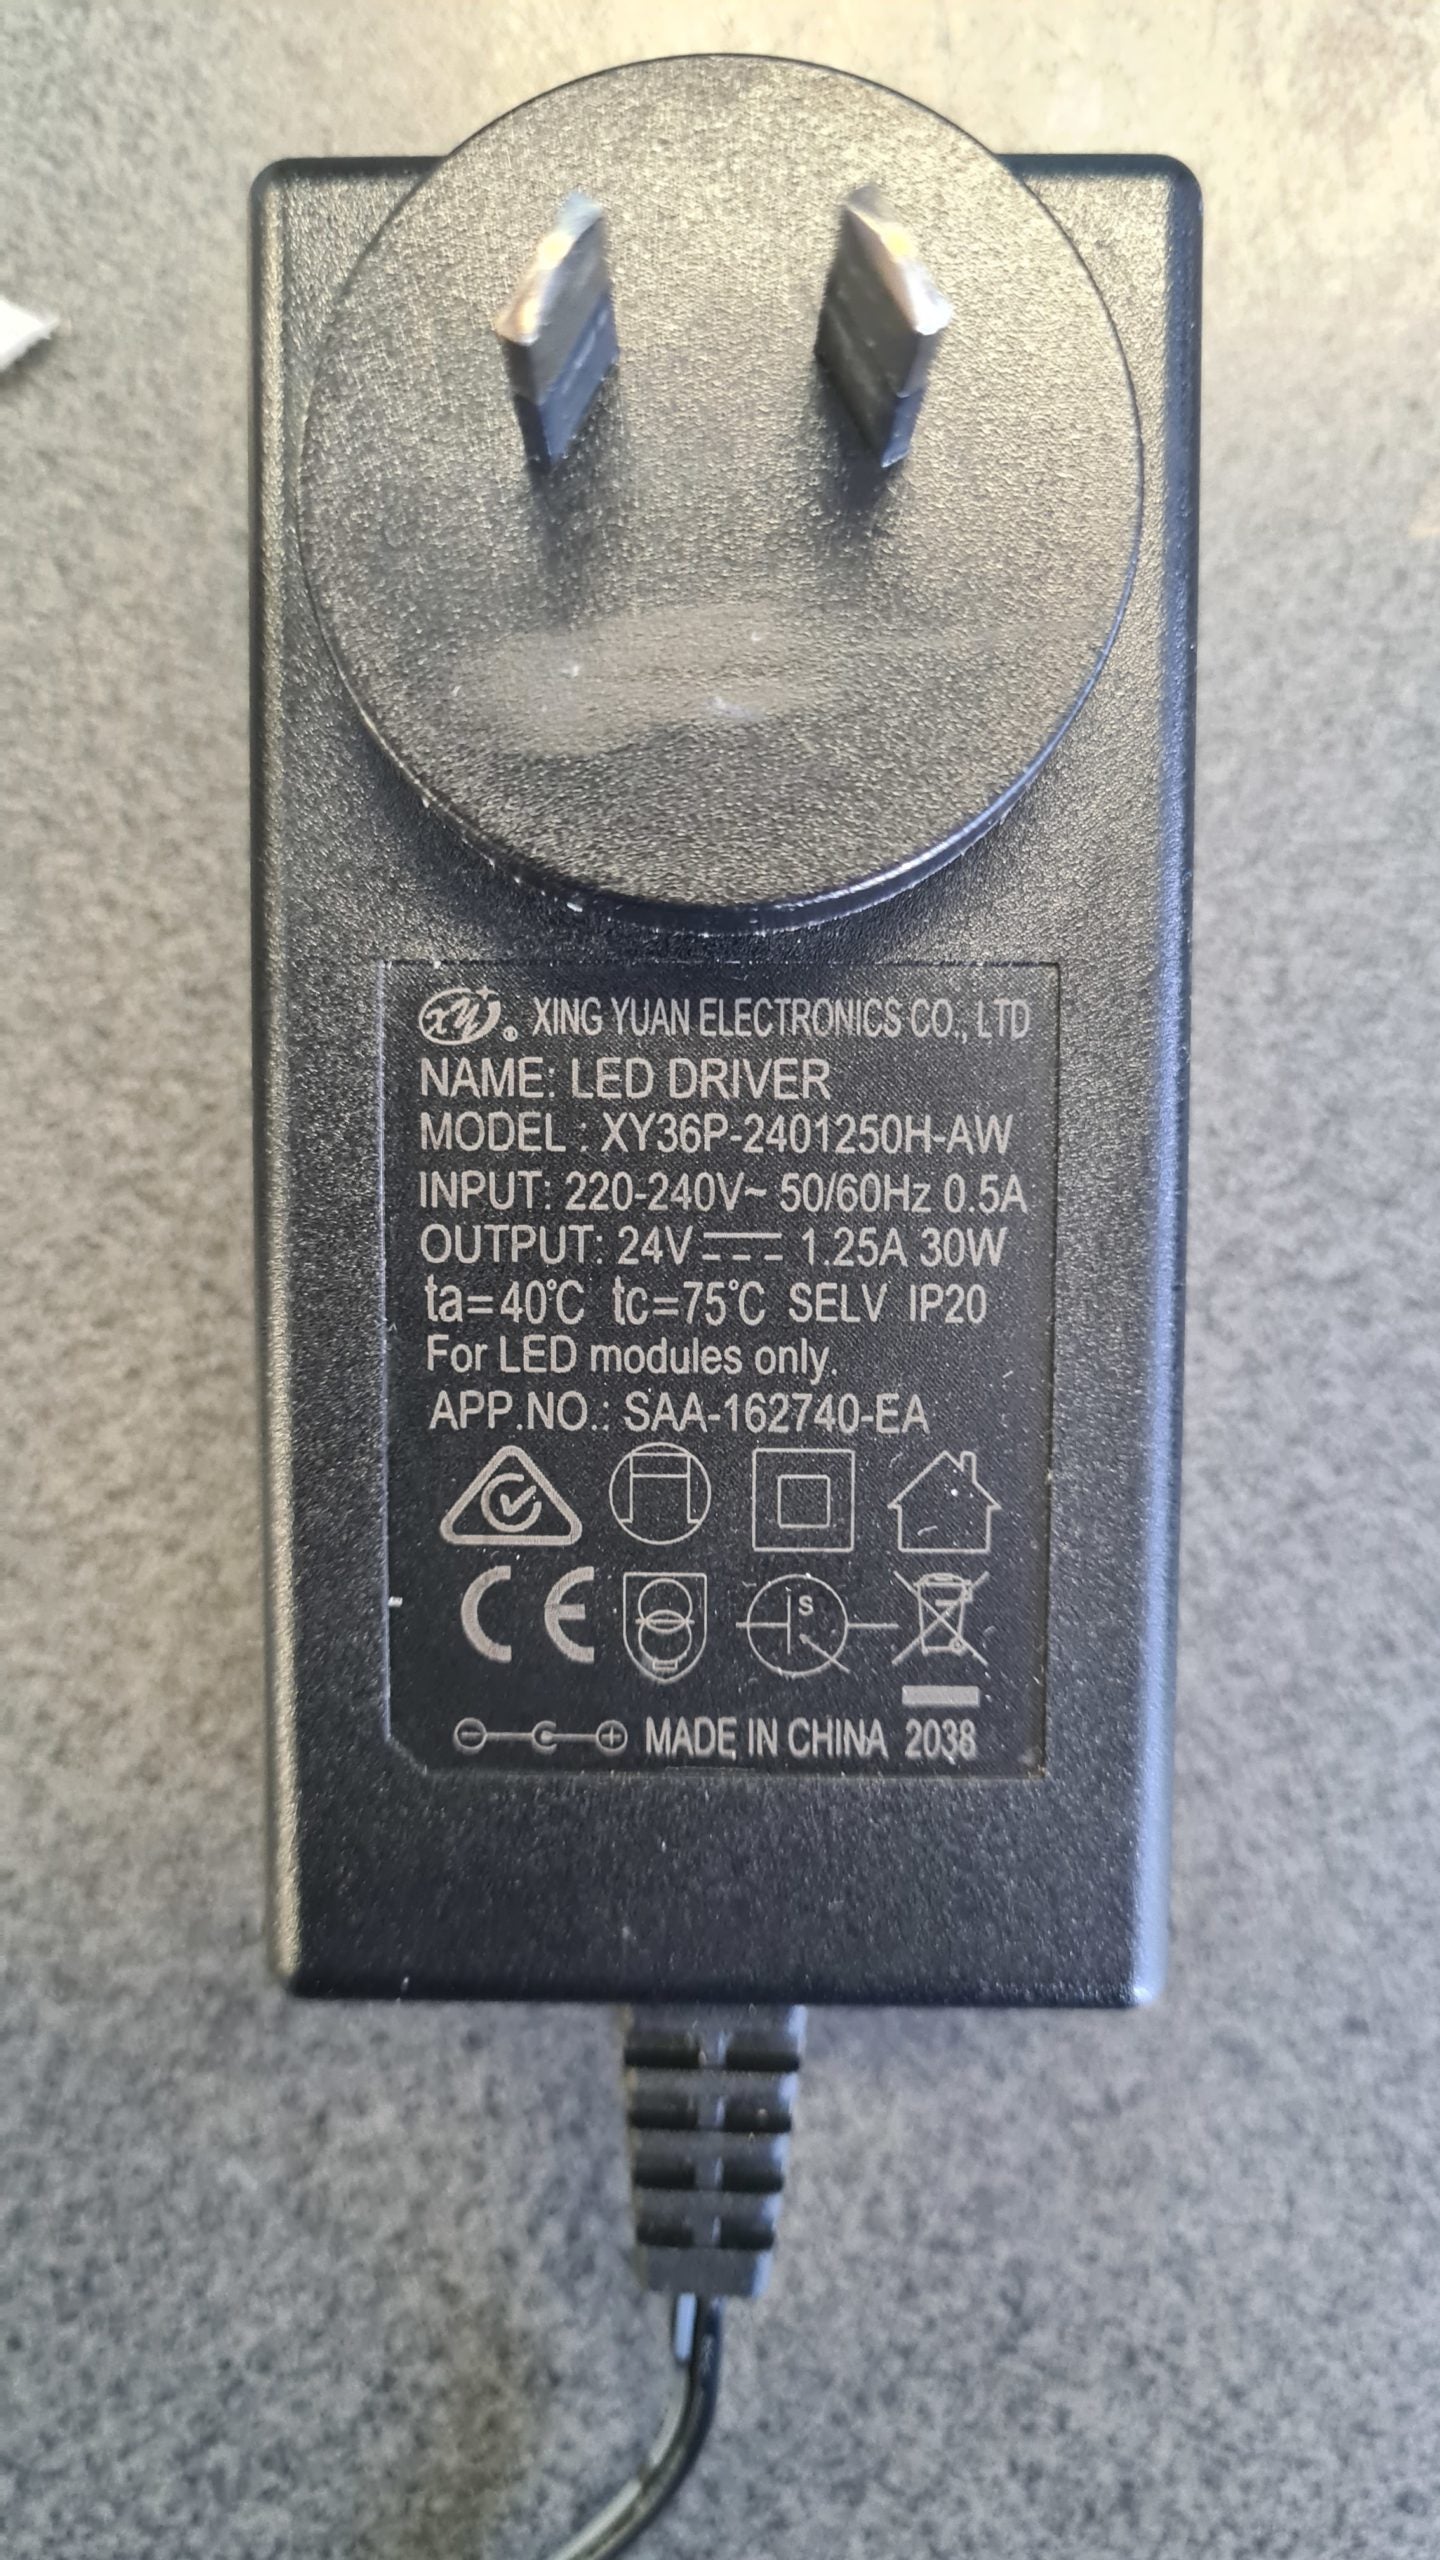 XY® XING YUAN ELECTRONICS CO., LTD
NAME: LED DRIVER
MODEL : XY36P-2401250H-AW
INPUT: 220-240V~ 50/60Hz 0.5A
OUTPUT: 24V⎓ 1.25A 30W
ta=40℃ tc=75℃ SELV IP20
For LED modules only.
APP.NO.: SAA-162740-EA
CE S
MADE IN CHINA 2038